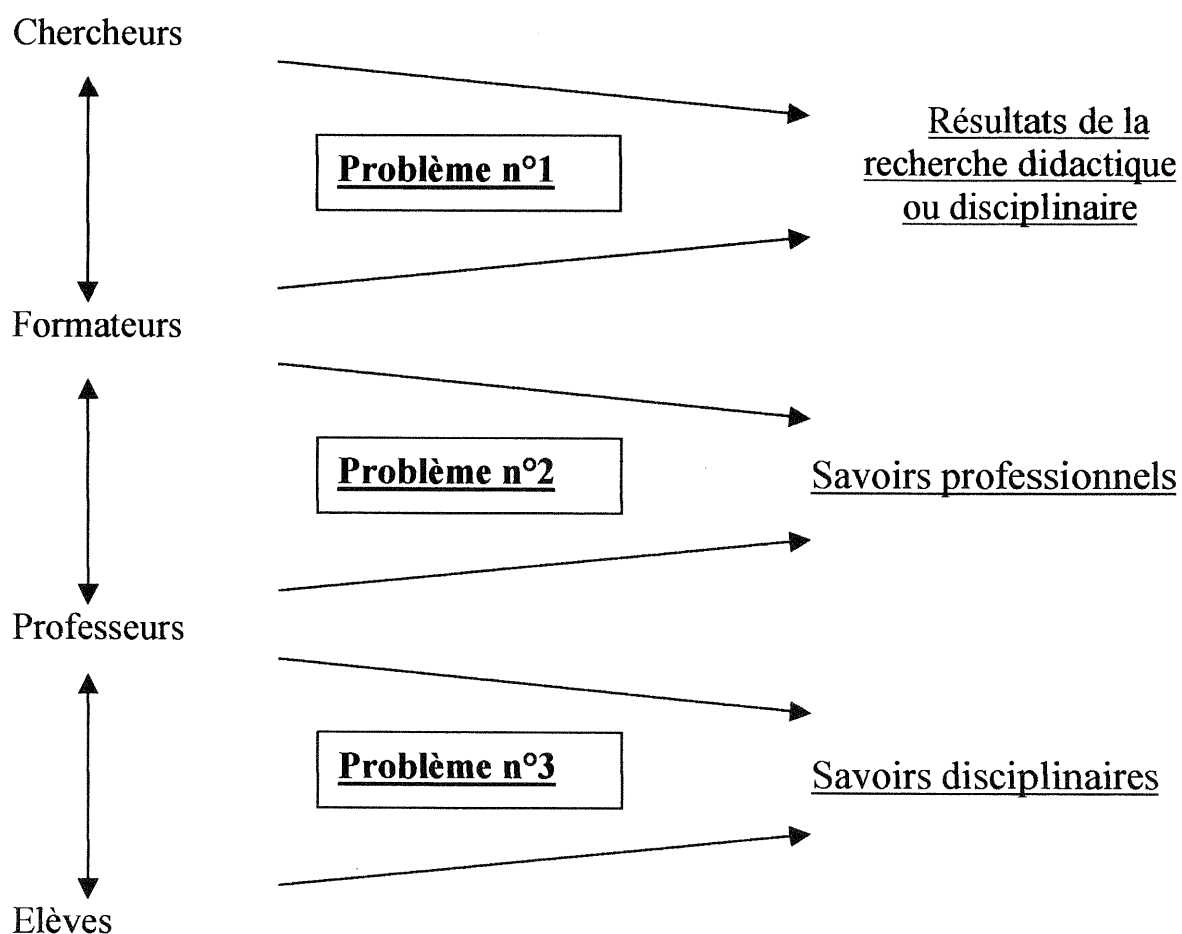 Chercheurs
Problème n°1
Résultats de la
recherche didactique
ou disciplinaire
Formateurs
Problème n°2
Savoirs professionnels
Professeurs
Problème n°3
Savoirs disciplinaires
Elèves